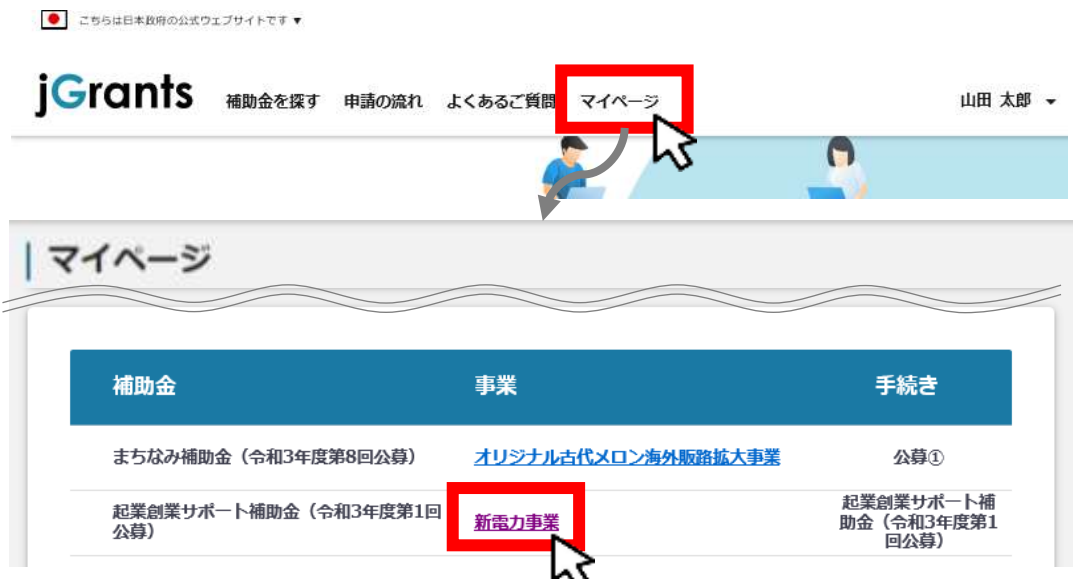 こちらは日本政府の公式ウェブサイトです ▼
jGrants 補助金を探す 申請の流れ よくあるご質問 マイページ 山田 太郎
マイページ
補助金 事業 手続き
まちなみ補助金（令和3年度第8回公募） オリジナル古代メロン海外販路拡大事業 公募①
起業創業サポート補助金（令和3年度第1回
公募）
新電力事業
起業創業サポート補
助金（令和3年度第1
回公募）